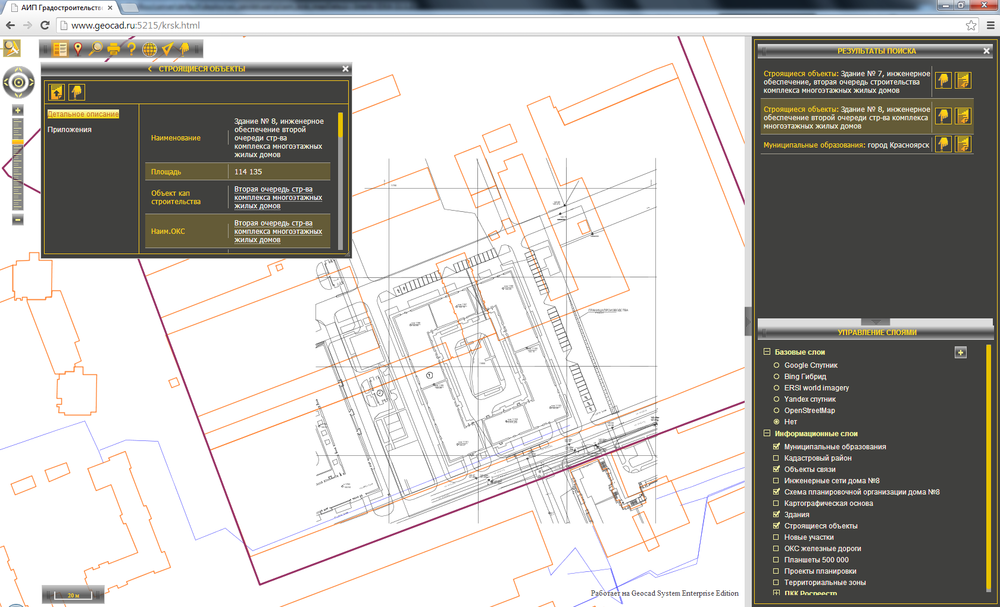 АИП Градостроительств
www.geocad.ru:5215/krsk.html
СТРОЯЩИЕСЯ ОБЪЕКТЫ
Детальное описание
Приложения
Наименование
Здание № 8, инженерное
обеспечение второй
очереди стр-ва
комплекса многоэтажных
жилых домов
Площадь
114 135
Объект кап
строительства
Вторая очередь стр-ва
комплекса многоэтажных
жилых домов
Наим.ОКС
Вторая очередь стр-ва
комплекса многоэтажных
жилых домов
ГРАНИЦА ПРОИЗВОДСТВА
РАБОТ
1
2
20 м
Работает на Geocad System Enterprise Edition
РЕЗУЛЬТАТЫ ПОИСКА
Строящиеся объекты: Здание № 7, инженерное
обеспечение, вторая очередь строительства
комплекса многоэтажных жилых домов
Строящиеся объекты: Здание № 8, инженерное
обеспечение второй очереди стр-ва комплекса
многоэтажных жилых домов
Муниципальные образования: город Красноярск
УПРАВЛЕНИЕ СЛОЯМИ
Базовые слои
Google Спутник
Bing Гибрид
ERSI world imagery
Yandex спутник
OpenStreetMap
Нет
Информационные слои
Муниципальные образования
Кадастровый район
Объекты связи
Инженерные сети дома №8
Схема планировочной организации дома №8
Картографическая основа
Здания
Строящиеся объекты
Новые участки
ОКС железные дороги
Планшеты 500 000
Проекты планировки
Территориальные зоны
ПКК Росреестр